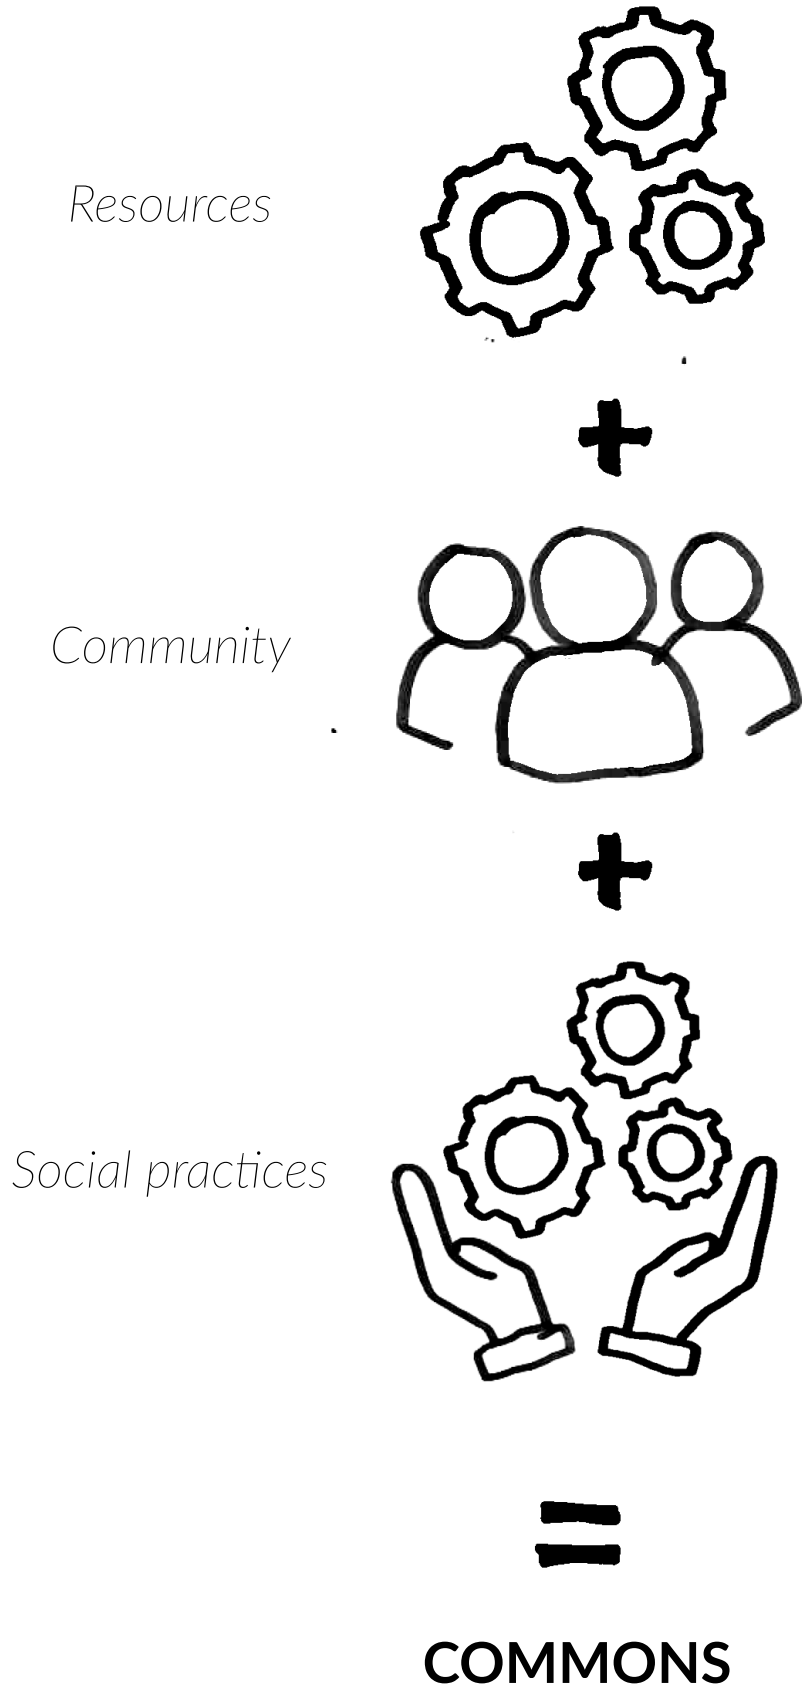 Resources
+
Community
+
Social practices
=
COMMONS